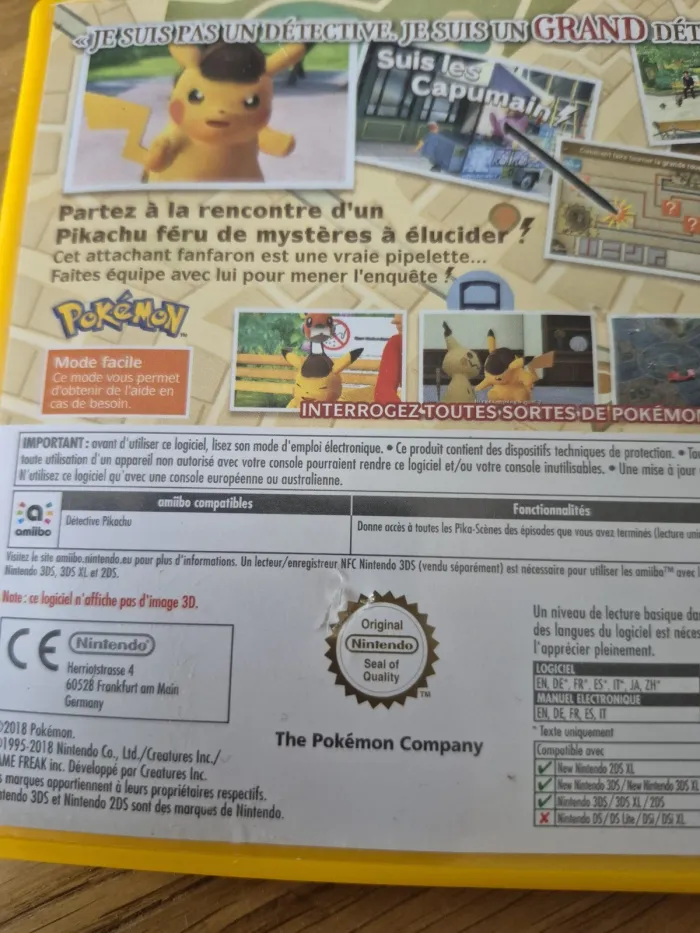 «JE SUIS PAS UN DÉTECTIVE, JE SUIS UN GRAND DÉT
Suis les
Capumain
Partez à la rencontre d'un
Pikachu féru de mystères à élucider !
Cet attachant fanfaron est une vraie pipelette...
Faites équipe avec lui pour mener l'enquête !
POKéMON
Mode facile
Ce mode vous permet
d'obtenir de l'aide en
cas de besoin.
INTERROGEZ TOUTES SORTES DE POKÉMO
IMPORTANT : avant d'utiliser ce logiciel, lisez son mode d'emploi électronique. • Ce produit contient des dispositifs techniques de protection. •
toute utilisation d'un appareil non autorisé avec votre console pourraient rendre ce logiciel et/ou votre console inutilisables. • Une mise à jour
N'utilisez ce logiciel qu'avec une console européenne ou australienne.
amiibo compatibles
Fonctionnalités
amiibo
Détective Pikachu
Donne accès à toutes les Pika-Scènes des épisodes que vous avez terminés (lecture uni
Visitez le site amiibo.nintendo.eu pour plus d'informations. Un lecteur/enregistreur NFC Nintendo 3DS (vendu séparément) est nécessaire pour utiliser les amiibo™ avec l
Nintendo 3DS, 3DS XL et 2DS.
Note : ce logiciel n'affiche pas d'image 3D.
CE
Nintendo®
Herriotstrasse 4
60528 Frankfurt am Main
Germany
Original
Nintendo
Seal of
Quality
TM
The Pokémon Company
©2018 Pokémon.
©1995-2018 Nintendo Co., Ltd./Creatures Inc./
AME FREAK inc. Développé par Creatures Inc.
s marques appartiennent à leurs propriétaires respectifs.
ntendo 3DS et Nintendo 2DS sont des marques de Nintendo.
Un niveau de lecture basique da
des langues du logiciel est néces
l'apprécier pleinement.
LOGICIEL
EN, DE*, FR*, ES*, IT*, JA, ZH*
MANUEL ÉLECTRONIQUE
EN, DE, FR, ES, IT
* Texte uniquement
Compatible avec
New Nintendo 2DS XL
New Nintendo 3DS / New Nintendo 3DS XL
Nintendo 3DS / 3DS XL / 2DS
Nintendo DS / DS Lite / DSi / DSi XL